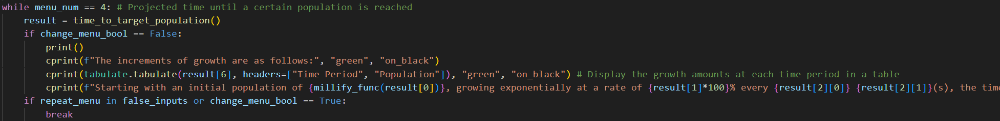 while menu_num == 4: # Projected time until a certain population is reached
    result = time_to_target_population()
    if change_menu_bool == False:
        print()
        cprint(f"The increments of growth are as follows:", "green", "on_black")
        cprint(tabulate.tabulate(result[6], headers=["Time Period", "Population"]), "green", "on_black") # Display the growth amounts at each time period in a table
        cprint(f"Starting with an initial population of {millify_func(result[0])}, growing exponentially at a rate of {result[1]*100}% every {result[2][0]} {result[2][1]}(s), the time
    if repeat_menu in false_inputs or change_menu_bool == True:
        break